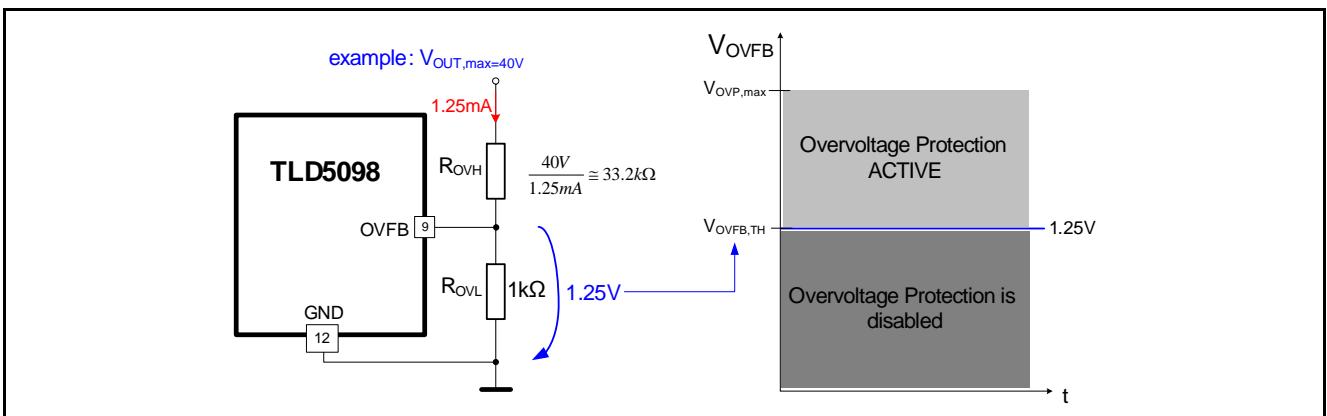 example: VOUT,max=40V
1.25mA
TLD5098
ROVH
40V
1.25mA
≅ 33.2kΩ
OVFB
9
ROVL
1kΩ
1.25V
GND
12
VOVFB
VOVP,max
Overvoltage Protection
ACTIVE
VOVFB,TH
1.25V
Overvoltage Protection is
disabled
t